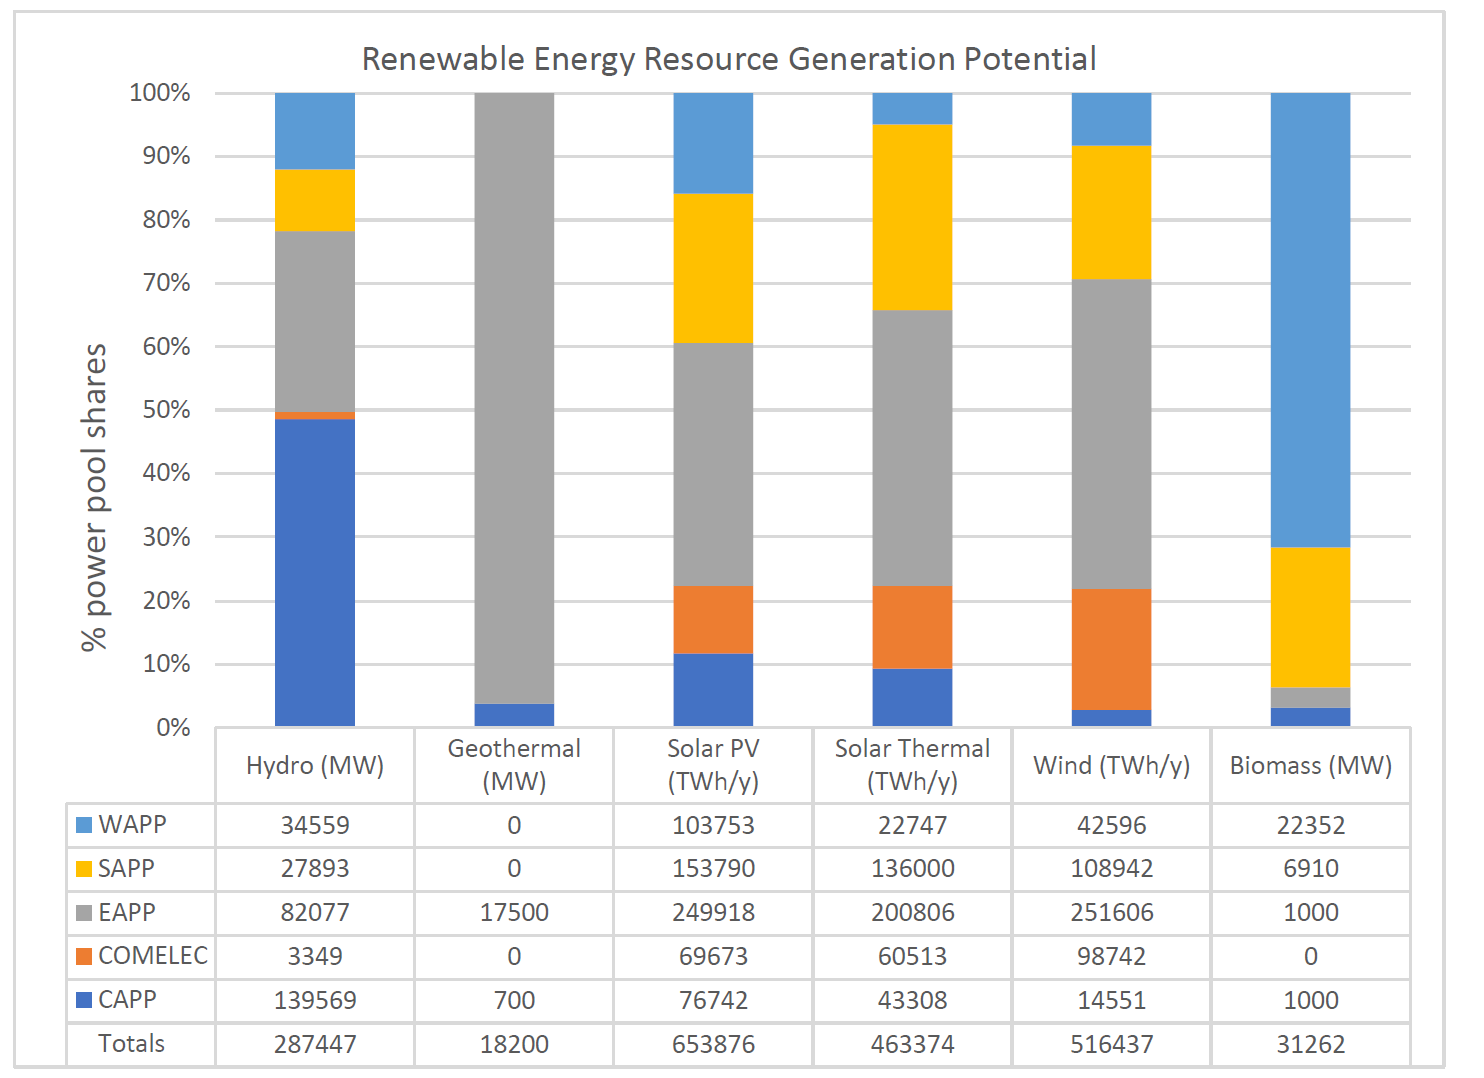 Renewable Energy Resource Generation Potential
100%
90%
80%
70%
60%
50%
40%
30%
20%
10%
0%
% power pool shares
Hydro (MW) Geothermal (MW) Solar PV (TWh/y) Solar Thermal (TWh/y) Wind (TWh/y) Biomass (MW)
WAPP 34559 0 103753 22747 42596 22352
SAPP 27893 0 153790 136000 108942 6910
EAPP 82077 17500 249918 200806 251606 1000
COMELEC 3349 0 69673 60513 98742 0
CAPP 139569 700 76742 43308 14551 1000
Totals 287447 18200 653876 463374 516437 31262